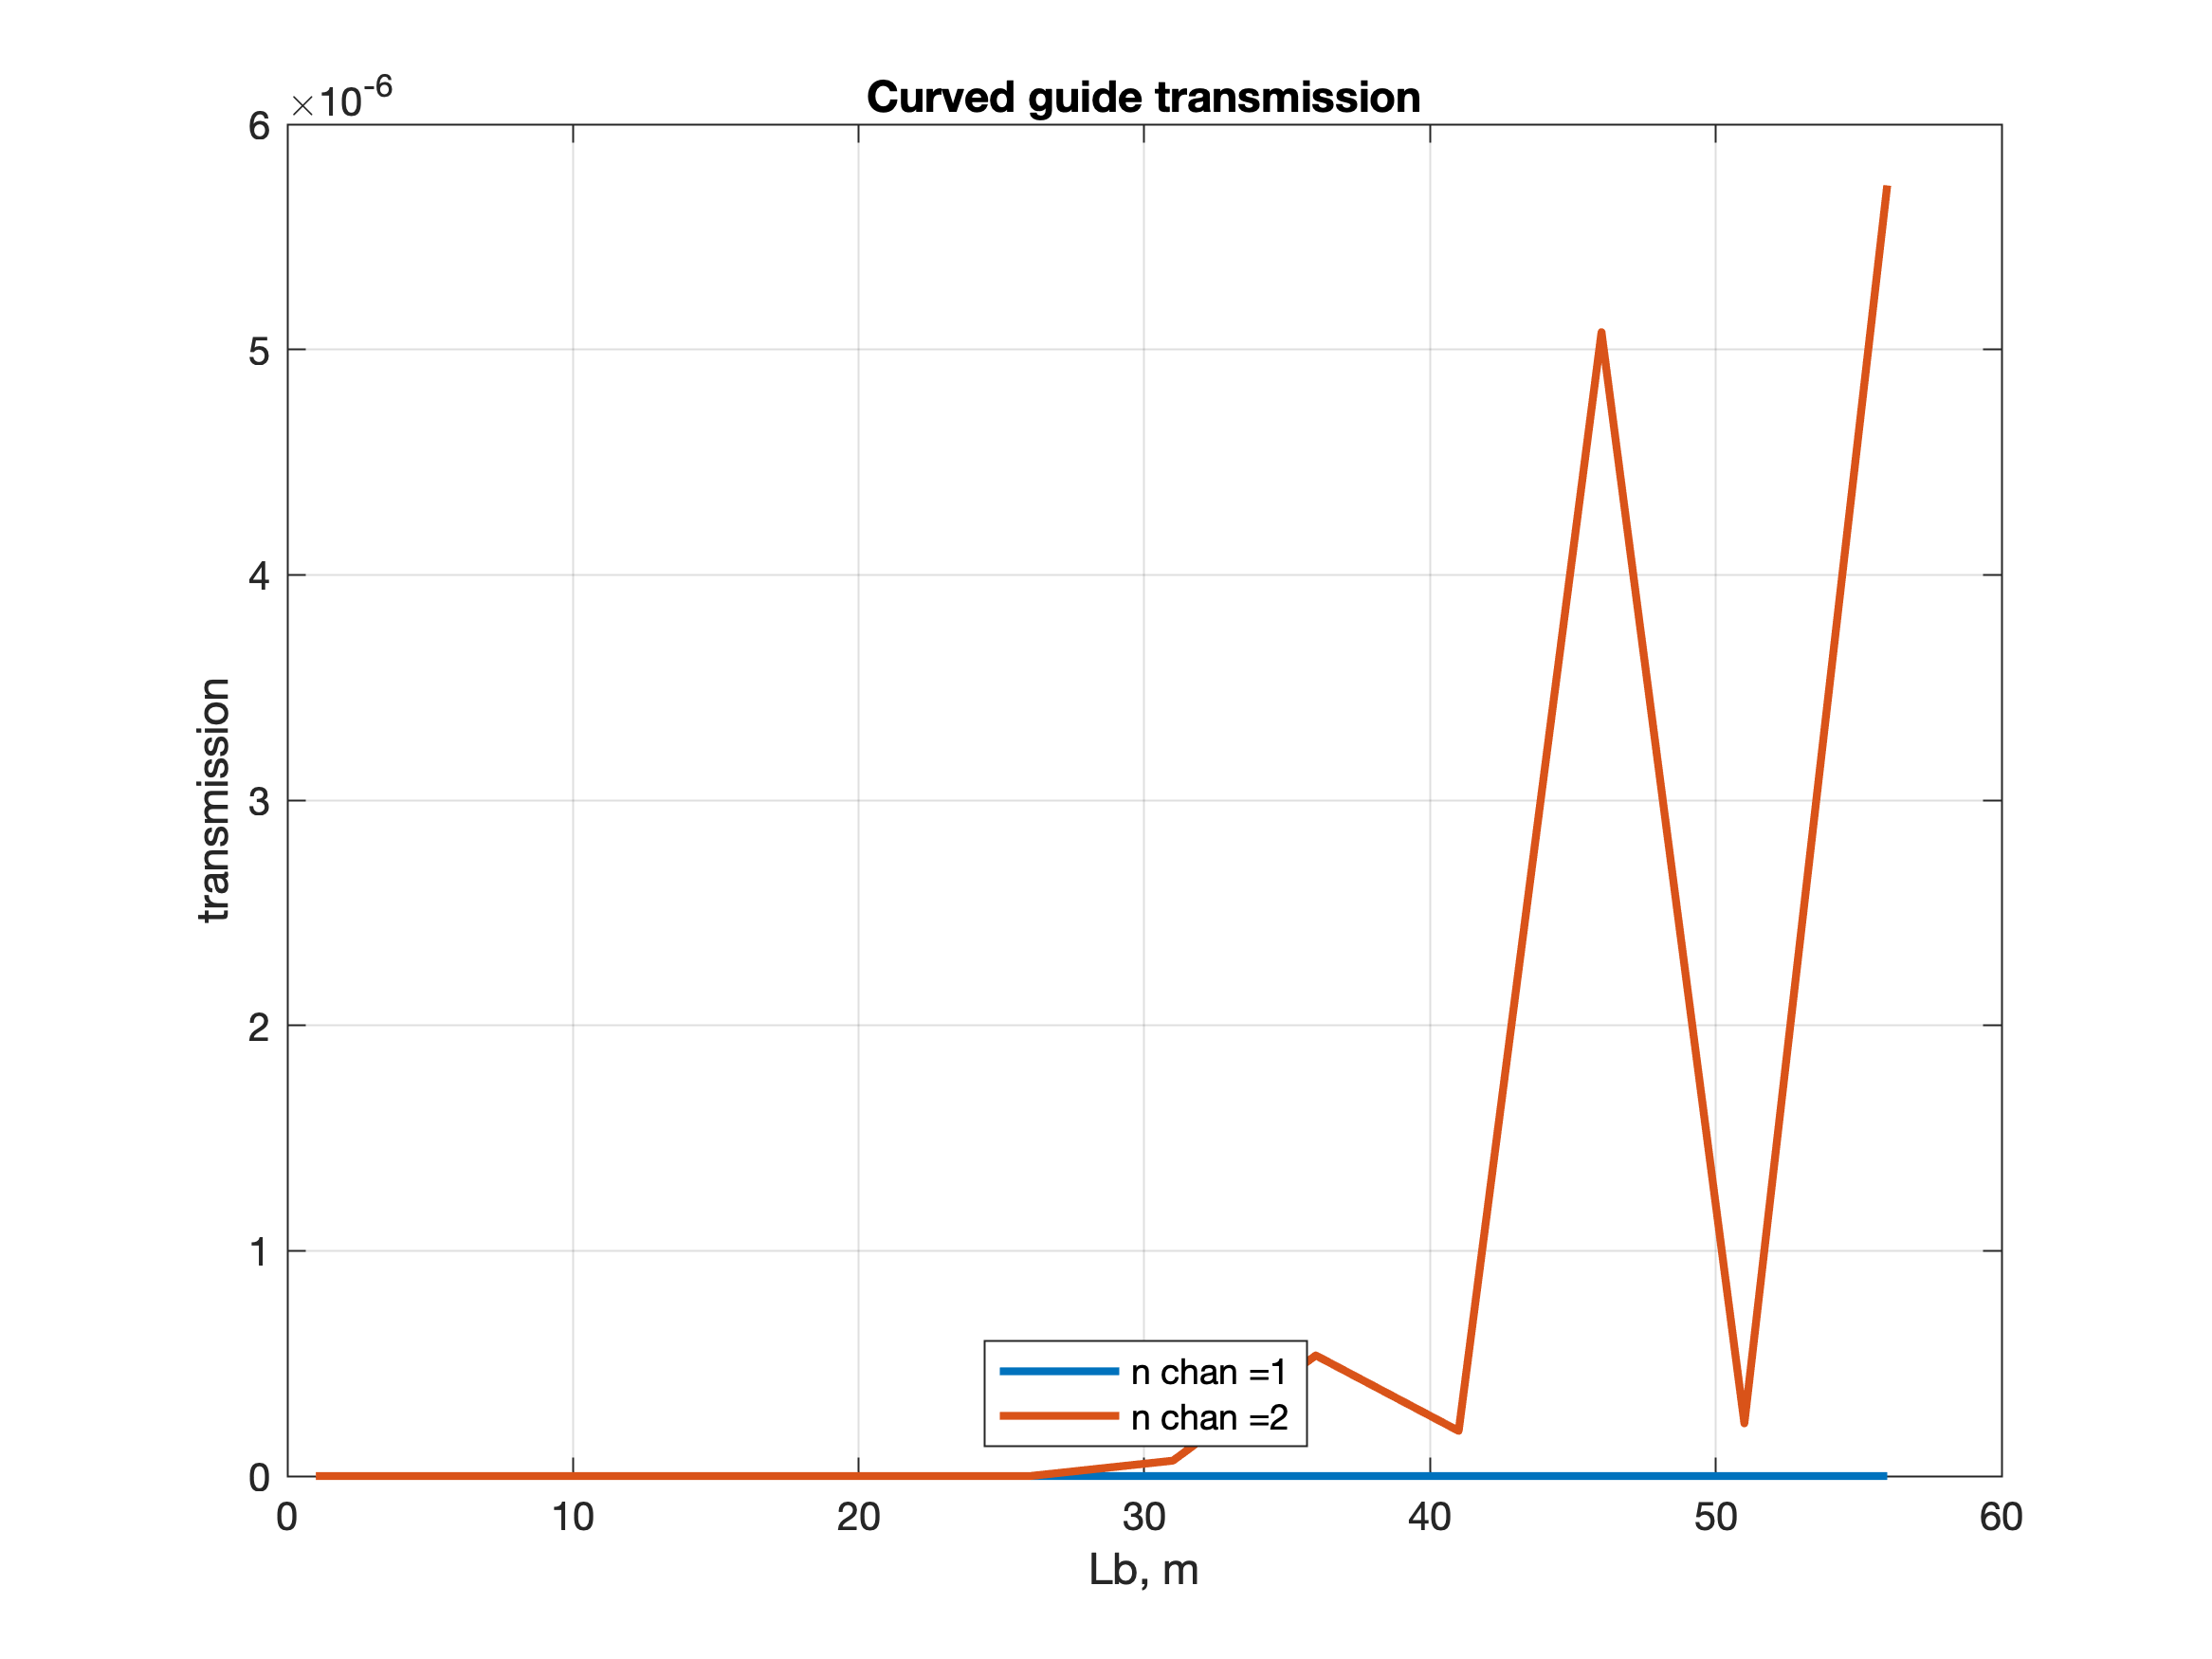 Curved guide transmission
×10-6
6
5
4
3
2
1
0
transmission
n chan =1
n chan =2
0 10 20 30 40 50 60
Lb, m